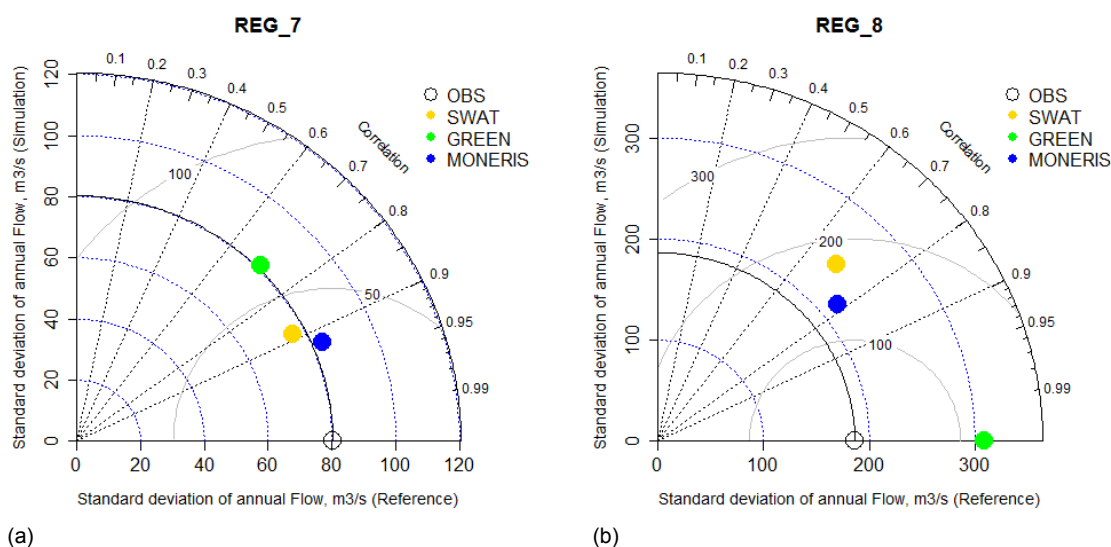 REG_7
Standard deviation of annual Flow, m3/s (Simulation)
120
100
80
60
40
20
0
0.1
0.2
0.3
0.4
0.5
0.6
0.7
0.8
0.9
0.95
0.99
Correlation
100
50
OBS
SWAT
GREEN
MONERIS
0 20 40 60 80 100 120
Standard deviation of annual Flow, m3/s (Reference)
(a)
REG_8
Standard deviation of annual Flow, m3/s (Simulation)
300
200
100
0
0.1
0.2
0.3
0.4
0.5
0.6
0.7
0.8
0.9
0.95
0.99
Correlation
300
200
100
OBS
SWAT
GREEN
MONERIS
0 100 200 300
Standard deviation of annual Flow, m3/s (Reference)
(b)